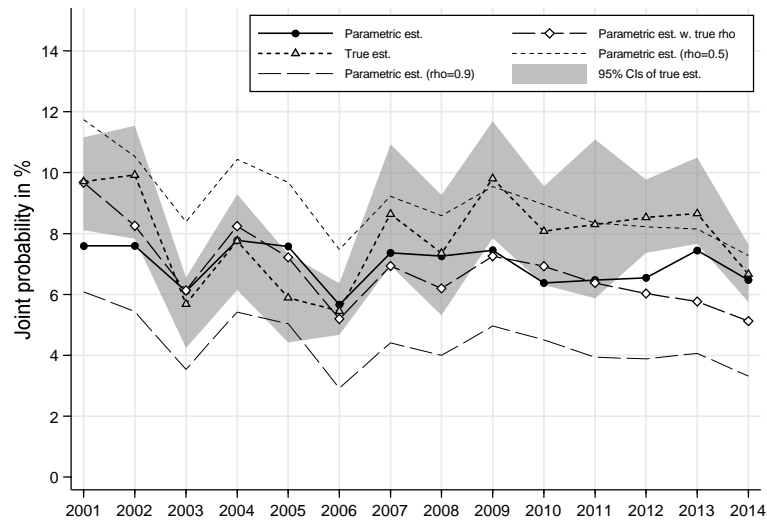 Parametric est.
True est.
Parametric est. (rho=0.9)
Parametric est. w. true rho
Parametric est. (rho=0.5)
95% CIs of true est.
Joint probability in %
14
12
10
8
6
4
2
0
2001 2002 2003 2004 2005 2006 2007 2008 2009 2010 2011 2012 2013 2014